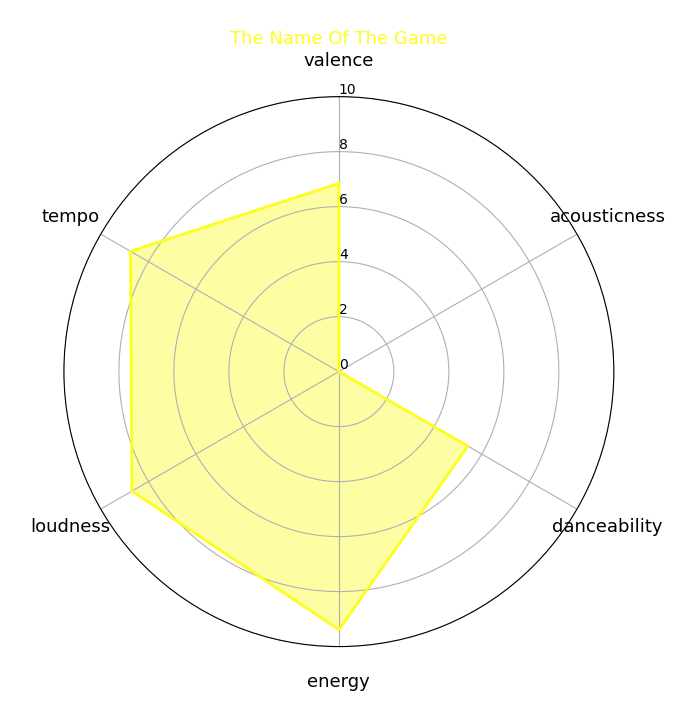 The Name Of The Game
valence
10
8
tempo
acousticness
6
4
2
0
loudness
danceability
energy